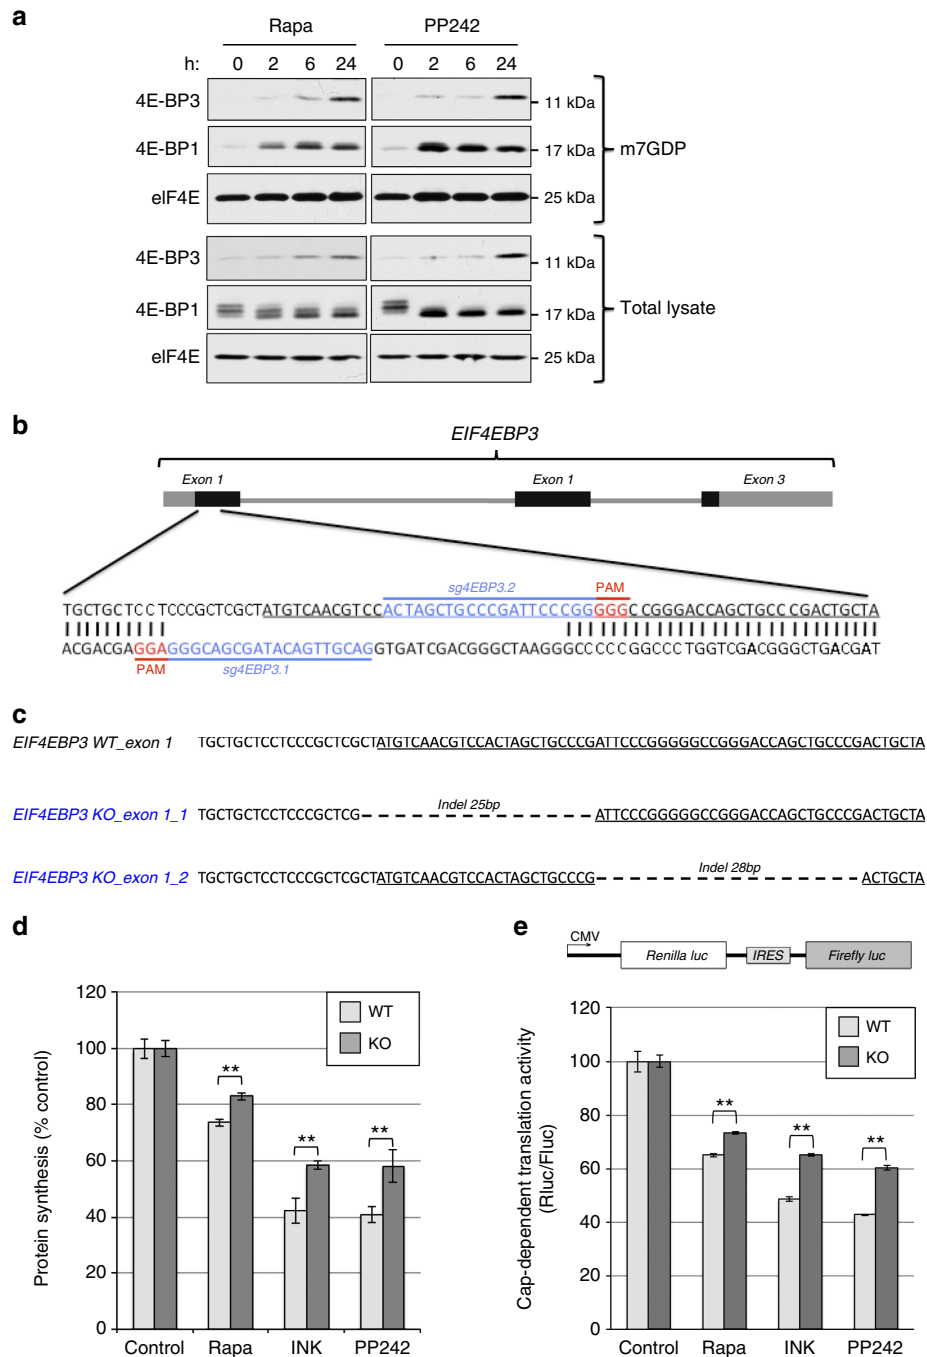 a
Rapa PP242
h: 0 2 6 24 0 2 6 24
4E-BP3 11 kDa
4E-BP1 17 kDa m7GDP
eIF4E 25 kDa
4E-BP3 11 kDa
4E-BP1 17 kDa Total lysate
eIF4E 25 kDa
b
EIF4EBP3
Exon 1 Exon 1 Exon 3
sg4EBP3.2 PAM
TGCTGCTCCTCCCGCTCGCTATGTCAACGTCCACTAGCTGCCCGATTCCCGGGGGCCGGGACCAGCTGCCCGACTGCTA
ACGACGAGGAGGGCAGCGATACAGTTGCAGGTGATCGACGGGCTAAGGGCCCCCGGCCCTGGTCGACGGGCTGACGAT
PAM sg4EBP3.1
c
EIF4EBP3 WT_exon 1 TGCTGCTCCTCCCGCTCGCTATGTCAACGTCCACTAGCTGCCCGATTCCCGGGGGCCGGGACCAGCTGCCCGACTGCTA
EIF4EBP3 KO_exon 1_1 TGCTGCTCCTCCCGCTCG Indel 25bp ATTCCCGGGGGCCGGGACCAGCTGCCCGACTGCTA
EIF4EBP3 KO_exon 1_2 TGCTGCTCCTCCCGCTCGCTATGTCAACGTCCACTAGCTGCCCG Indel 28bp ACTGCTA
d
Protein synthesis (% control)
120
100
80
60
40
20
0
WT
KO
**
**
**
Control Rapa INK PP242
e
CMV
Renilla luc IRES Firefly luc
Cap-dependent translation activity
(Rluc/Fluc)
120
100
80
60
40
20
0
WT
KO
**
**
**
Control Rapa INK PP242